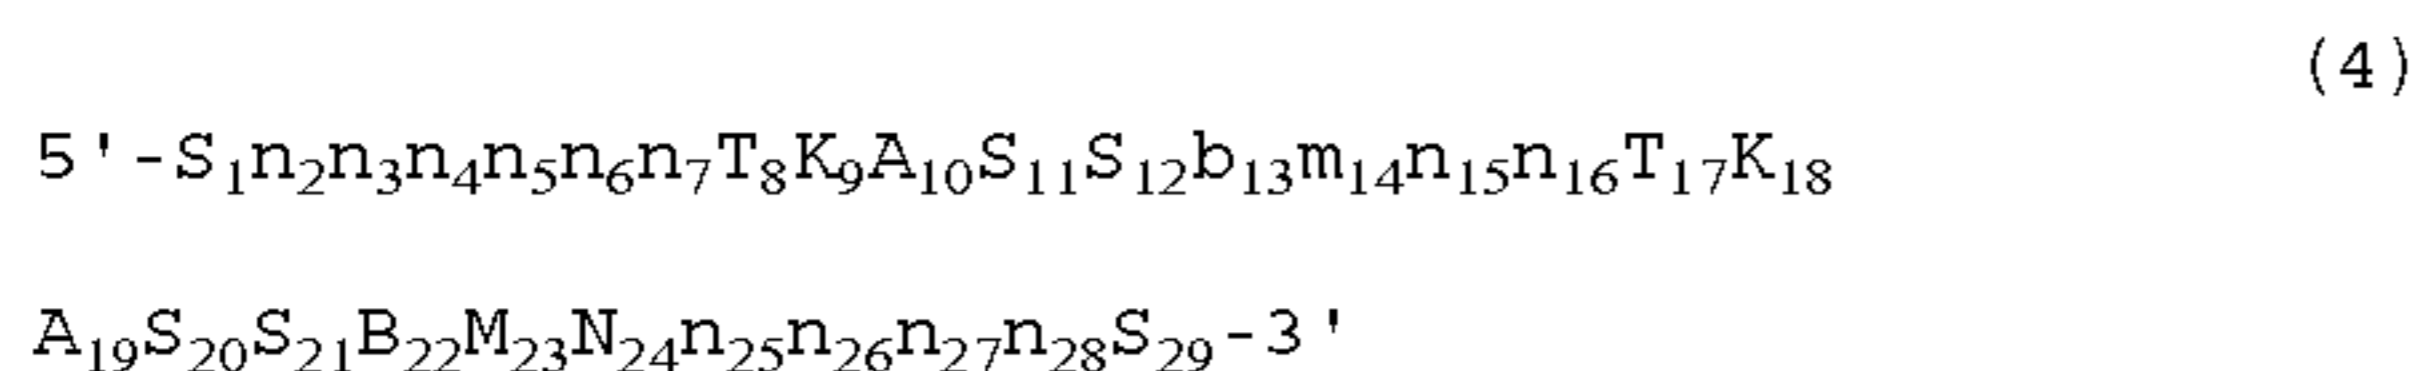 (4)
5'-S₁n₂n₃n₄n₅n₆n₇T₈K₉A₁₀S₁₁S₁₂b₁₃m₁₄n₁₅n₁₆T₁₇K₁₈
A₁₉S₂₀S₂₁B₂₂M₂₃N₂₄n₂₅n₂₆n₂₇n₂₈S₂₉-3'